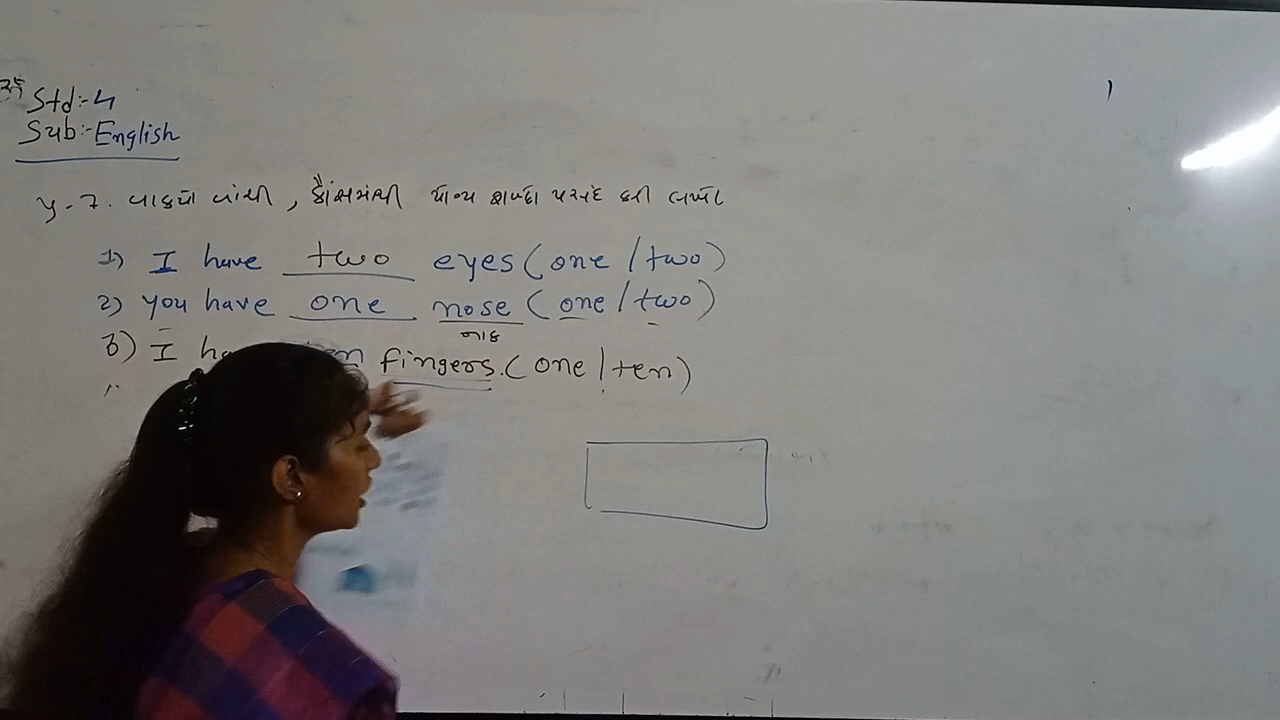 Std:-4
Sub:-English
પ્ર-7. વાક્યો વાંચી, કૌંસમાંથી યોગ્ય શબ્દ પસંદ કરી લખો
1) I have two eyes (one / two)
2) you have one nose (one / two)
નાક
3) I fingers. (one / ten)